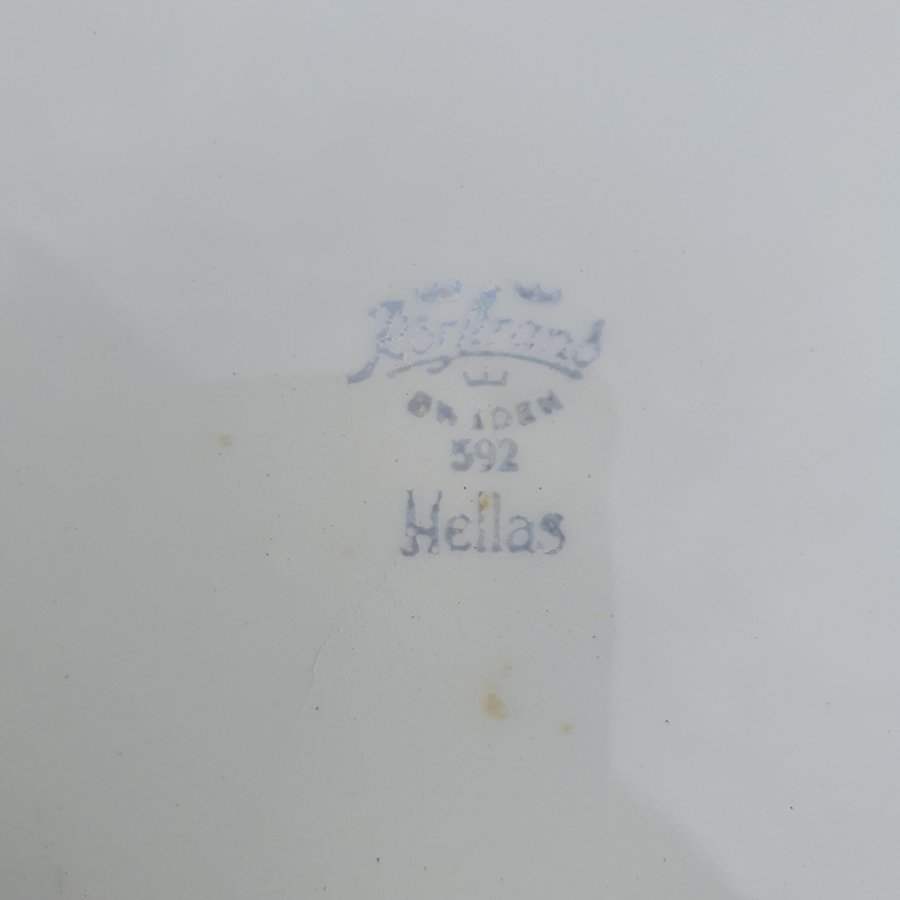 Rörstrand
SWEDEN
592
Hellas